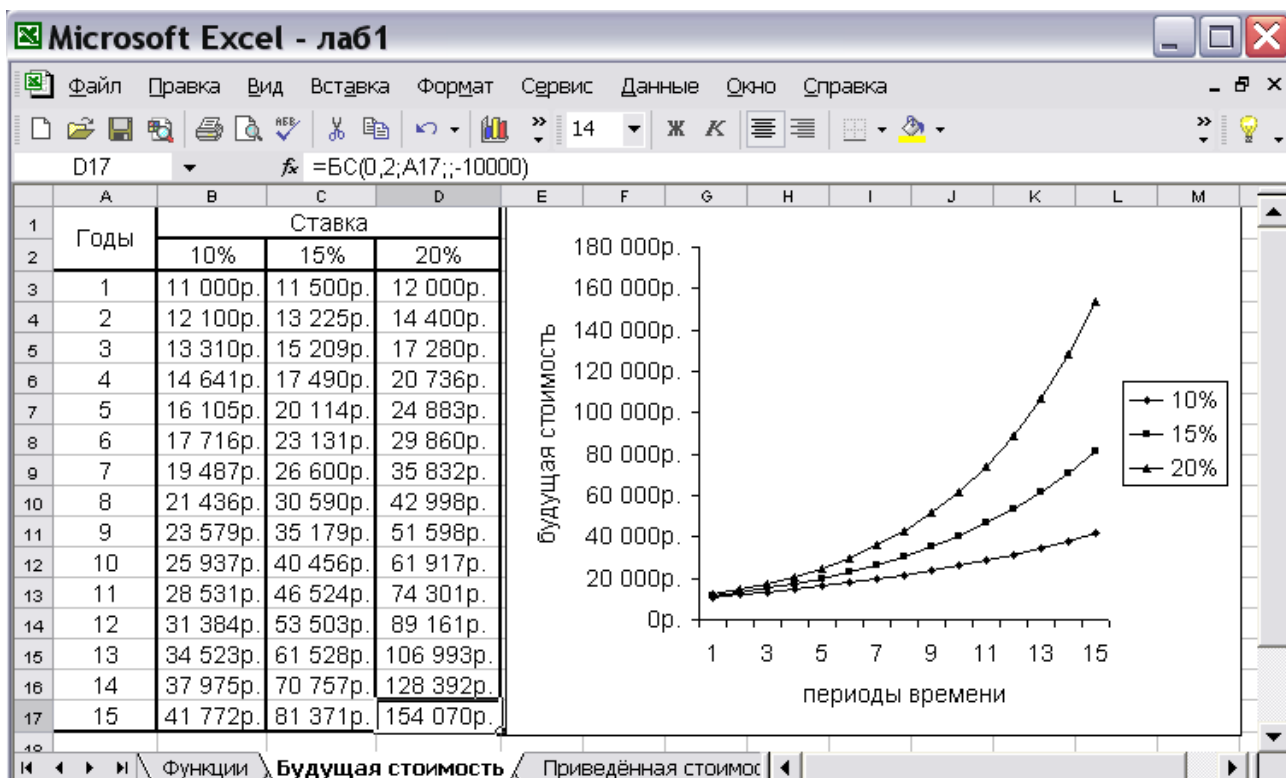 Microsoft Excel - лаб1
Файл Правка Вид Вставка Формат Сервис Данные Окно Справка
14 Ж К
D17 fx =БС(0,2;A17;;-10000)
A B C D E F G H I J K L M
1 Годы Ставка
2 10% 15% 20%
3 1 11 000р. 11 500р. 12 000р.
4 2 12 100р. 13 225р. 14 400р.
5 3 13 310р. 15 209р. 17 280р.
6 4 14 641р. 17 490р. 20 736р.
7 5 16 105р. 20 114р. 24 883р.
8 6 17 716р. 23 131р. 29 860р.
9 7 19 487р. 26 600р. 35 832р.
10 8 21 436р. 30 590р. 42 998р.
11 9 23 579р. 35 179р. 51 598р.
12 10 25 937р. 40 456р. 61 917р.
13 11 28 531р. 46 524р. 74 301р.
14 12 31 384р. 53 503р. 89 161р.
15 13 34 523р. 61 528р. 106 993р.
16 14 37 975р. 70 757р. 128 392р.
17 15 41 772р. 81 371р. 154 070р.
будущая стоимость
180 000р.
160 000р.
140 000р.
120 000р.
100 000р.
80 000р.
60 000р.
40 000р.
20 000р.
0р.
1 3 5 7 9 11 13 15
периоды времени
10%
15%
20%
Функции Будущая стоимость Приведённая стоимос